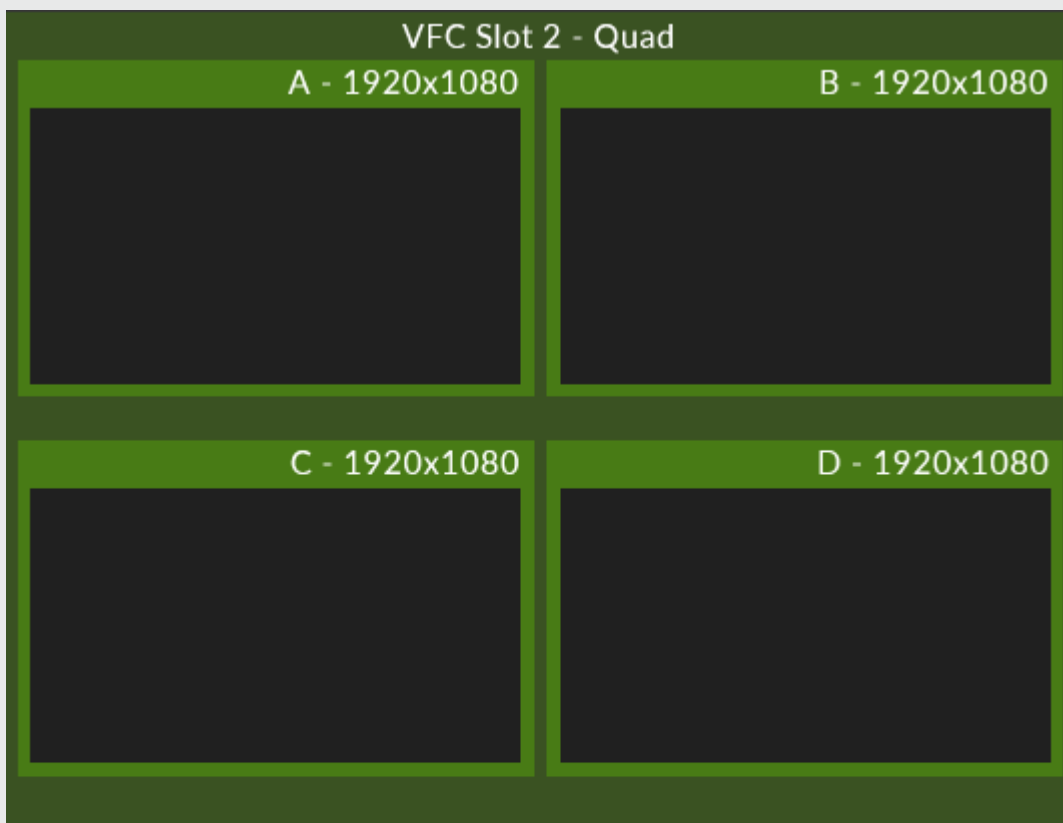 VFC Slot 2 - Quad
A - 1920x1080
B - 1920x1080
C - 1920x1080
D - 1920x1080